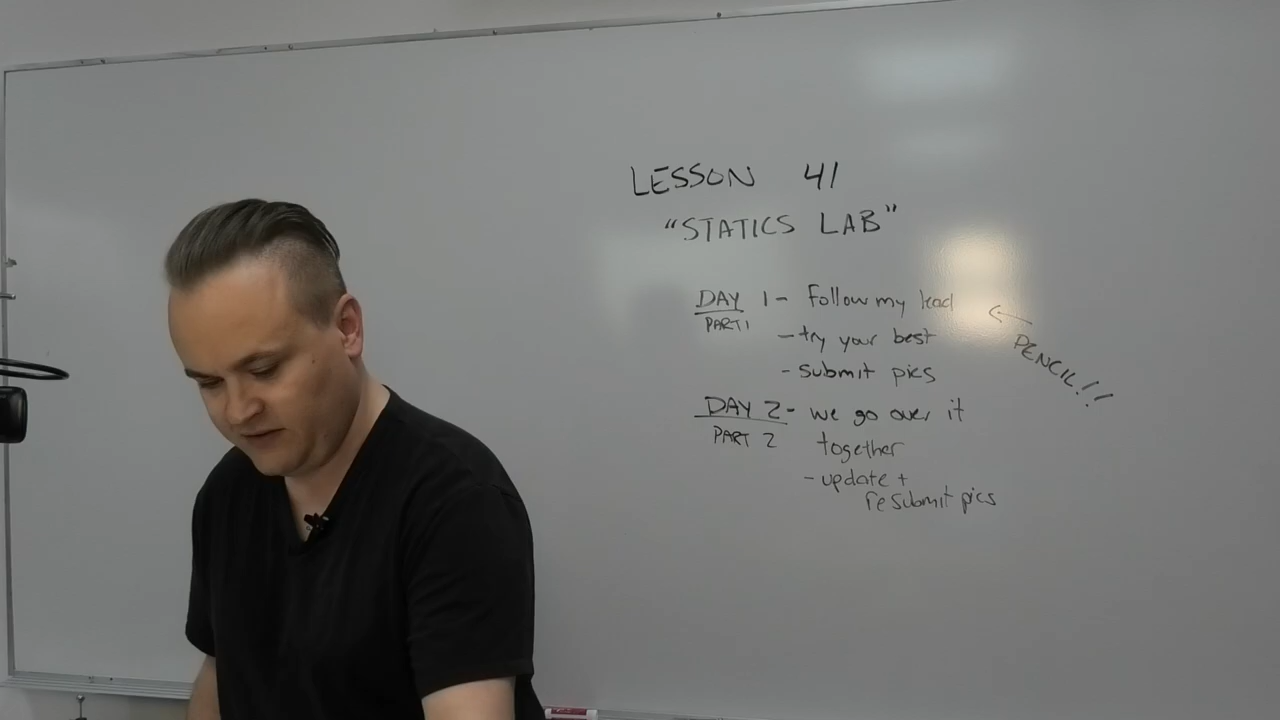 LESSON 41
"STATICS LAB"
DAY 1 - Follow my lead
PART 1
- try your best
- submit pics
PENCIL!!
DAY 2 - we go over it
PART 2 together
- update +
resubmit pics